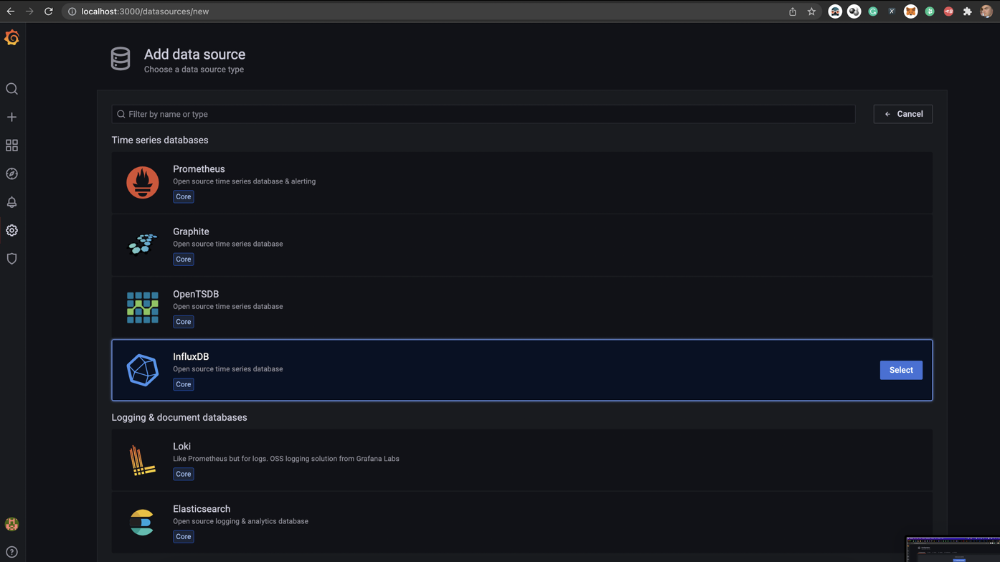 localhost:3000/datasources/new
Add data source
Choose a data source type
Filter by name or type
Cancel
Time series databases
Prometheus
Open source time series database & alerting
Core
Graphite
Open source time series database
Core
OpenTSDB
Open source time series database
Core
InfluxDB
Open source time series database
Core
Select
Logging & document databases
Loki
Like Prometheus but for logs. OSS logging solution from Grafana Labs
Core
Elasticsearch
Open source logging & analytics database
Core